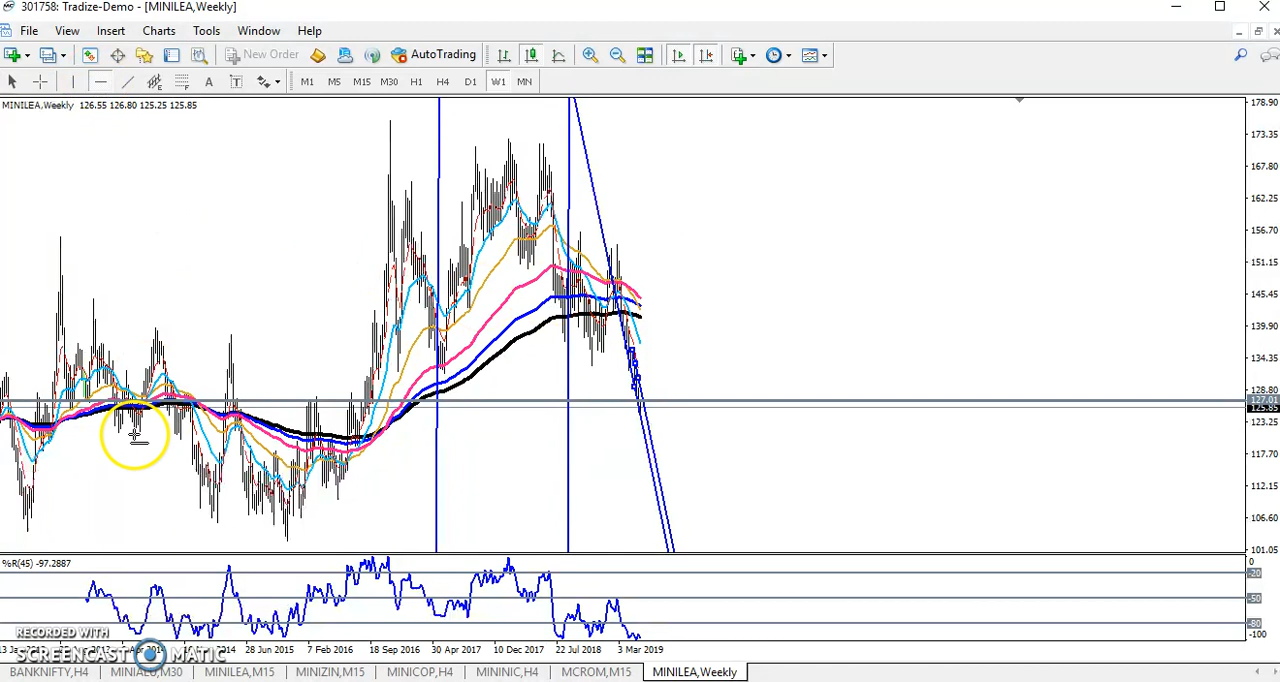 301758: Tradize-Demo - [MINILEA,Weekly]
File View Insert Charts Tools Window Help
New Order AutoTrading
A T M1 M5 M15 M30 H1 H4 D1 W1 MN
MINILEA,Weekly 126.55 126.80 125.25 125.85
178.90
173.35
167.80
162.25
156.70
151.15
145.45
139.90
134.35
128.80
127.01
125.85
123.25
117.70
112.15
106.60
101.05
%R(45) -97.2887
0
-20
-50
-80
-100
28 Jun 2015 7 Feb 2016 18 Sep 2016 30 Apr 2017 10 Dec 2017 22 Jul 2018 3 Mar 2019
RECORDED WITH
SCREENCAST MATIC
BANKNIFTY,H4 MINIALU,M30 MINILEA,M15 MINIZIN,M15 MINICOP,H4 MININIC,H4 MCROM,M15 MINILEA,Weekly